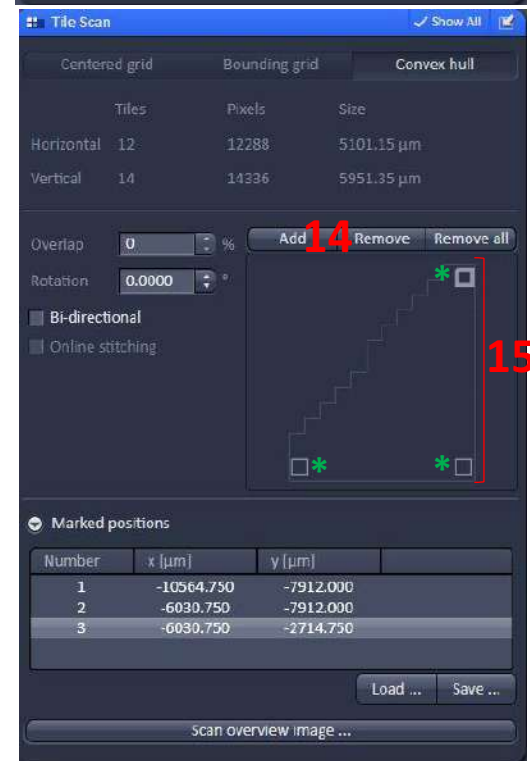 Tile Scan ✓ Show All
Centered grid Bounding grid Convex hull
Tiles Pixels Size
Horizontal 12 12288 5101.15 µm
Vertical 14 14336 5951.35 µm
Overlap 0 % Add 14 Remove Remove all
Rotation 0.0000 °
Bi-directional
Online stitching
*
15
* *
Marked positions
Number x [µm] y [µm]
1 -10564.750 -7912.000
2 -6030.750 -7912.000
3 -6030.750 -2714.750
Load ... Save ...
Scan overview image ...